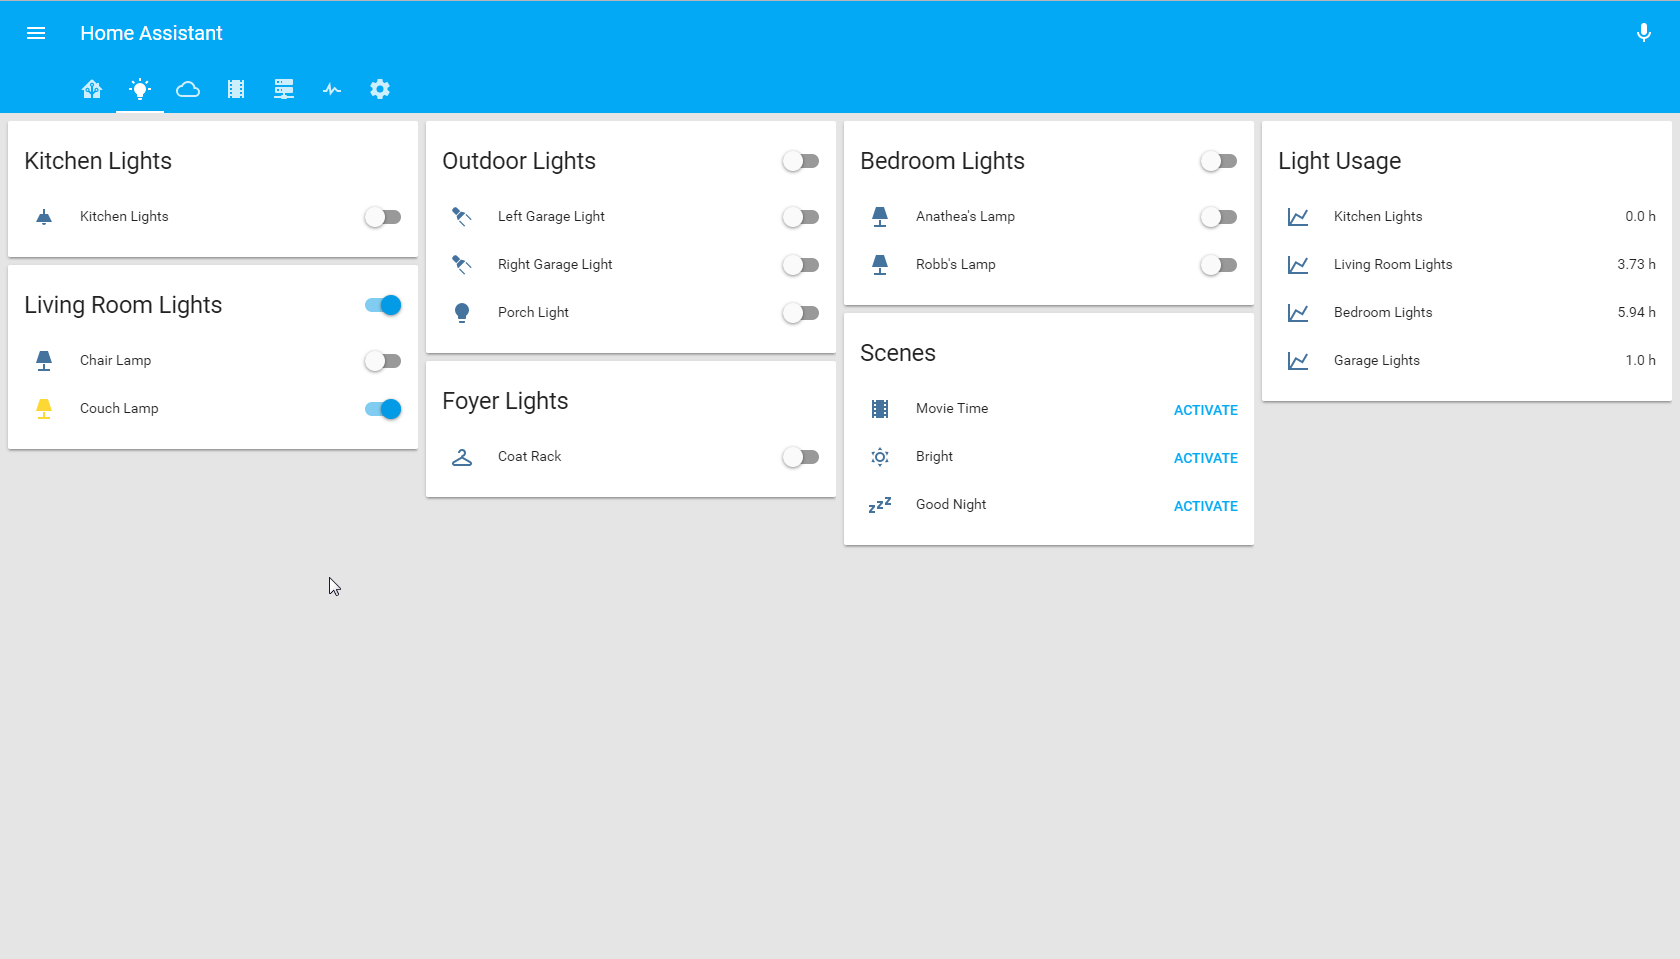 Home Assistant
Kitchen Lights
Kitchen Lights
Living Room Lights
Chair Lamp
Couch Lamp
Outdoor Lights
Left Garage Light
Right Garage Light
Porch Light
Foyer Lights
Coat Rack
Bedroom Lights
Anathea's Lamp
Robb's Lamp
Scenes
Movie Time ACTIVATE
Bright ACTIVATE
Good Night ACTIVATE
Light Usage
Kitchen Lights 0.0 h
Living Room Lights 3.73 h
Bedroom Lights 5.94 h
Garage Lights 1.0 h